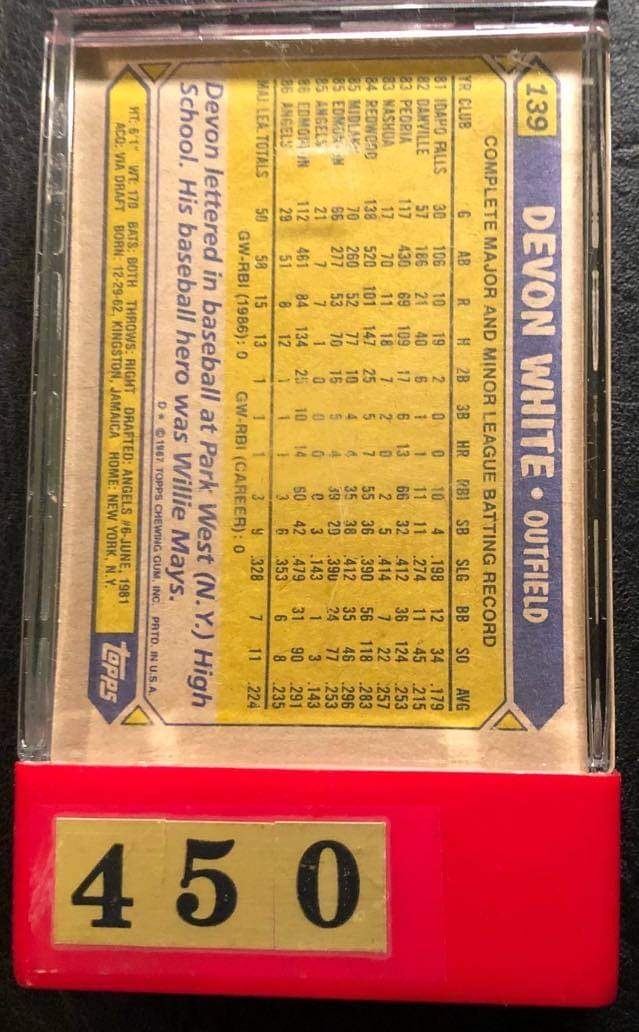 139 DEVON WHITE • OUTFIELD
COMPLETE MAJOR AND MINOR LEAGUE BATTING RECORD
YR CLUB G AB R H 2B 3B HR RBI SB SLG BB SO AVG
81 IDAHO FALLS 30 106 10 19 2 0 0 10 4 .198 12 34 .179
82 DANVILLE 57 186 21 40 6 1 1 11 11 .274 11 45 .215
83 PEORIA 117 430 69 109 17 6 13 66 32 .412 36 124 .253
83 NASHUA 17 70 11 18 7 2 0 2 5 .414 7 22 .257
84 REDWOOD 138 520 101 147 25 5 7 55 36 .390 56 118 .283
85 MIDLAND 70 260 52 77 10 4 4 35 38 .412 35 46 .296
85 EDMONTON 66 277 53 70 16 5 4 39 29 .390 24 77 .253
85 ANGELS 21 7 7 1 0 0 0 0 3 .143 1 3 .143
86 EDMONTON 112 461 84 134 25 10 14 60 42 .479 31 90 .291
86 ANGELS 29 51 8 12 1 1 1 3 6 .353 6 8 .235
MAJ. LEA. TOTALS 50 58 15 13 1 1 1 3 9 .328 7 11 .224
GW-RBI (1986): 0 GW-RBI (CAREER): 0
Devon lettered in baseball at Park West (N.Y.) High
School. His baseball hero was Willie Mays.
D* © 1987 TOPPS CHEWING GUM, INC. PRTD. IN U.S.A.
HT: 6'1" WT: 170 BATS: BOTH THROWS: RIGHT DRAFTED: ANGELS #6-JUNE, 1981
ACQ: VIA DRAFT BORN: 12-29-62, KINGSTON, JAMAICA HOME: NEW YORK, N.Y.
topps
450